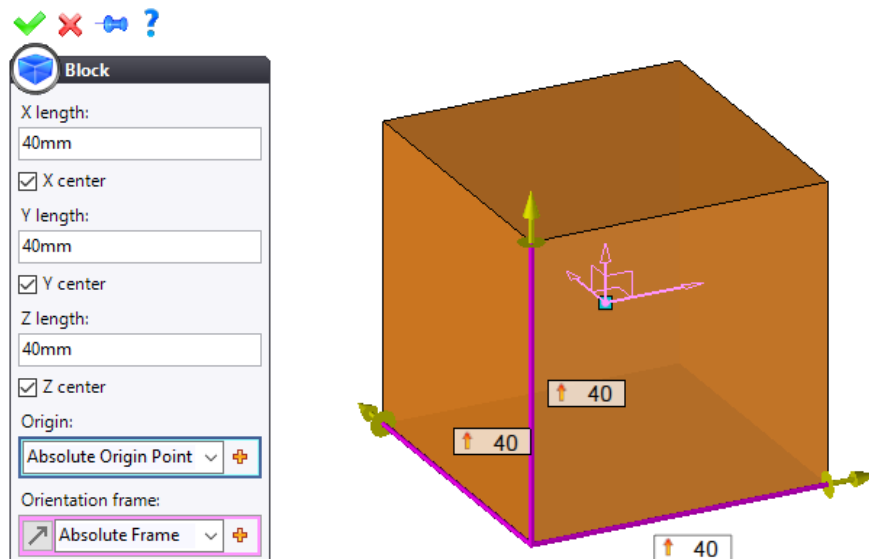 ?
Block
X length:
40mm
X center
Y length:
40mm
Y center
Z length:
40mm
Z center
Origin:
Absolute Origin Point
Orientation frame:
Absolute Frame
40
40
40